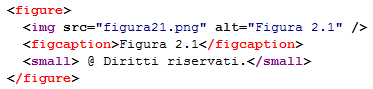 <figure>
  <img src="figura21.png" alt="Figura 2.1" />
  <figcaption>Figura 2.1</figcaption>
  <small> @ Diritti riservati.</small>
</figure>